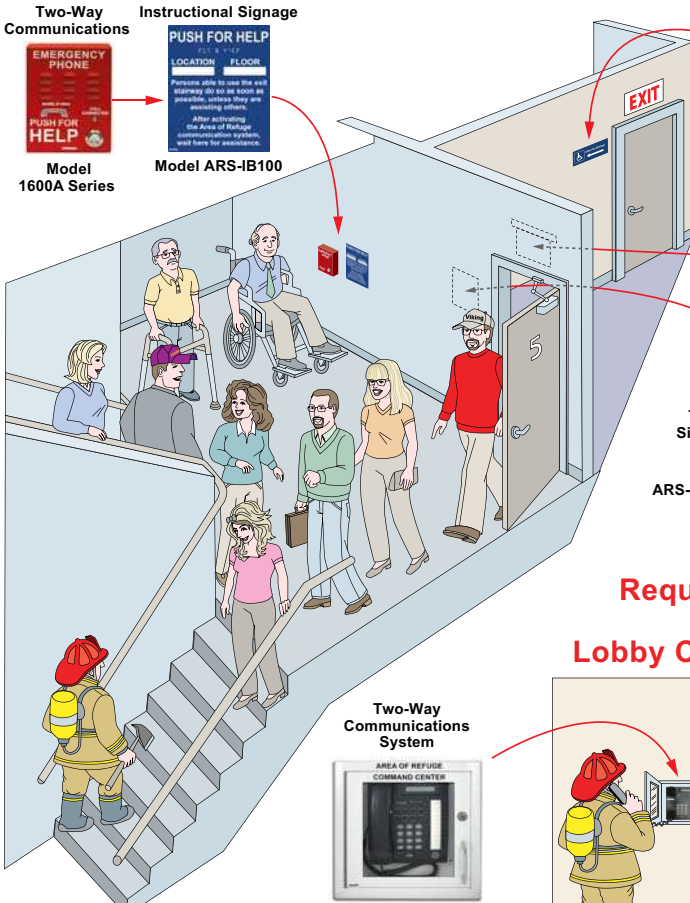 Two-Way
Communications
Instructional Signage
EMERGENCY
PHONE
PUSH FOR
HELP
Model
1600A Series
PUSH FOR HELP
LOCATION FLOOR
Persons able to use the exit
stairway do so as soon as
possible, unless they are
assisting others.
After activating
the Area of Refuge
communication system,
wait here for assistance.
Model ARS-IB100
EXIT
Viking
5
Si
ARS-
Requ
Lobby C
Two-Way
Communications
System
AREA OF REFUGE
COMMAND CENTER